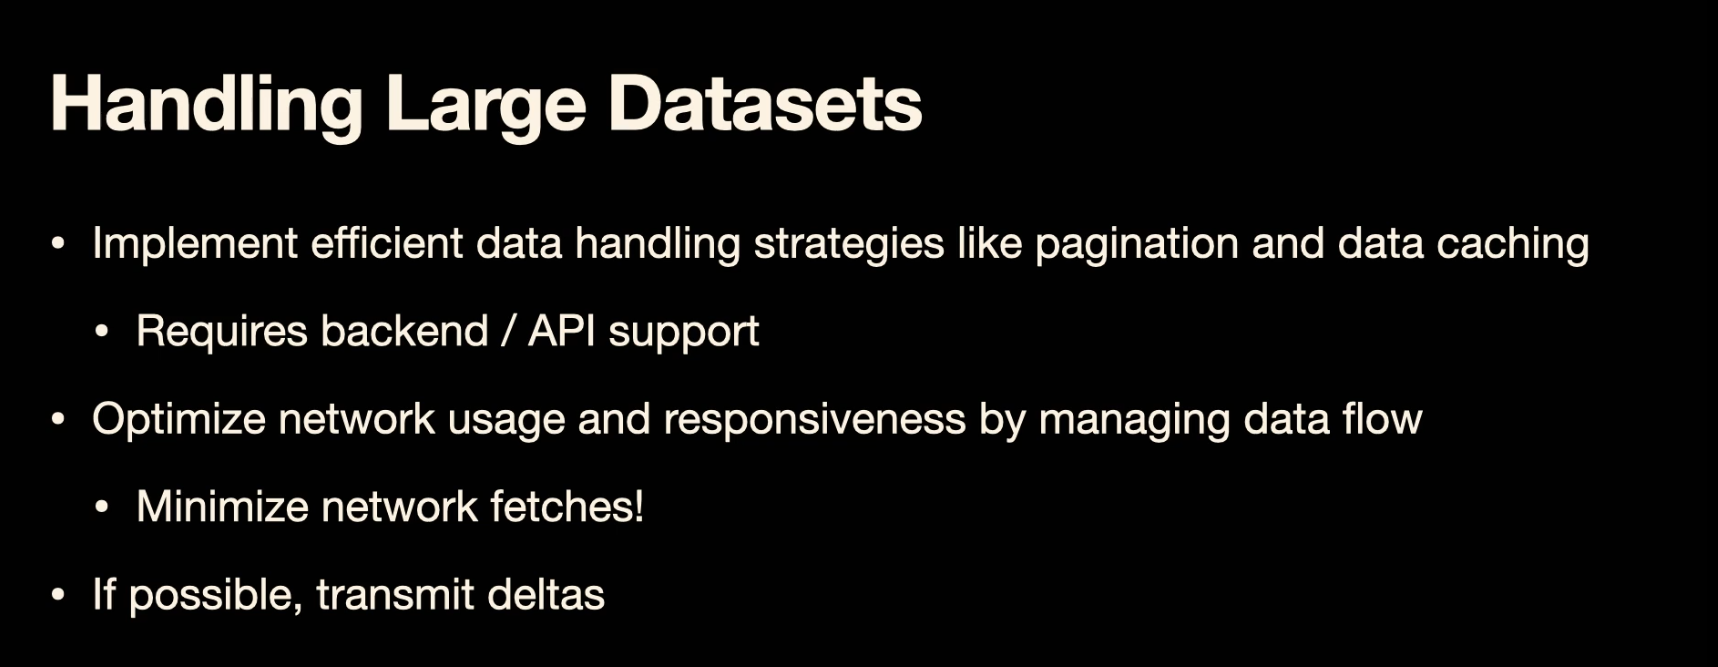 Handling Large Datasets
• Implement efficient data handling strategies like pagination and data caching
• Requires backend / API support
• Optimize network usage and responsiveness by managing data flow
• Minimize network fetches!
• If possible, transmit deltas